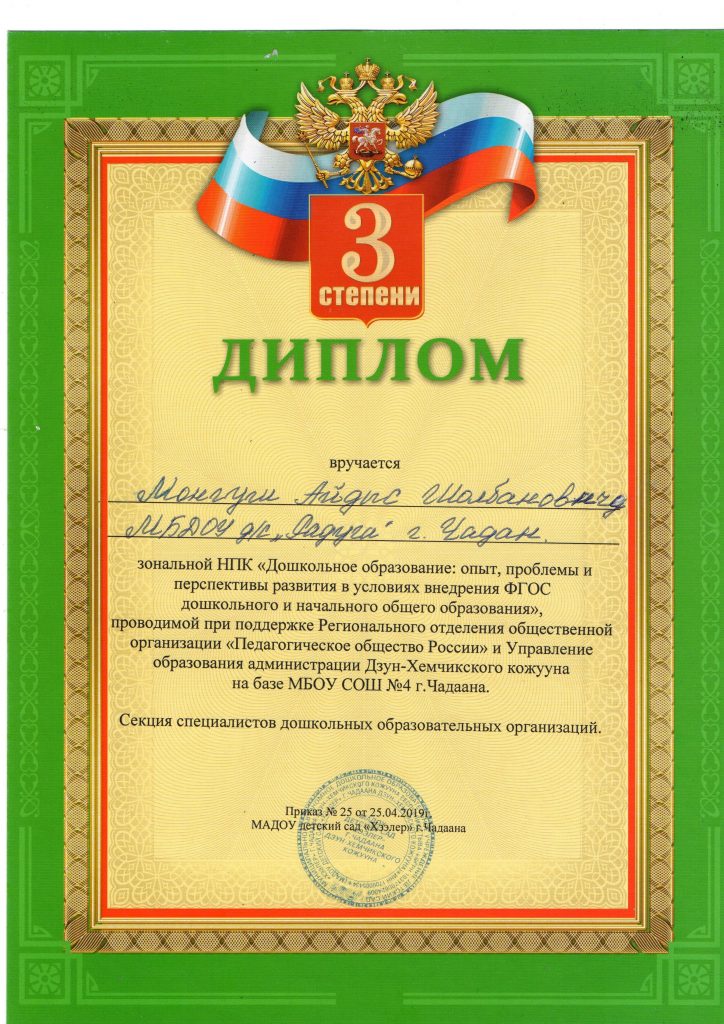 3
степени
ДИПЛОМ
вручается
Монгуш Айдыс Шолбанович
МБДОУ д/с „Радуга" г. Чадан.
зональной НПК «Дошкольное образование: опыт, проблемы и
перспективы развития в условиях внедрения ФГОС
дошкольного и начального общего образования»,
проводимой при поддержке Регионального отделения общественной
организации «Педагогическое общество России» и Управление
образования администрации Дзун-Хемчикского кожууна
на базе МБОУ СОШ №4 г.Чадаана.
Секция специалистов дошкольных образовательных организаций.
Приказ № 25 от 25.04.2019г.
МАДОУ детский сад «Хээлер» г.Чадаана